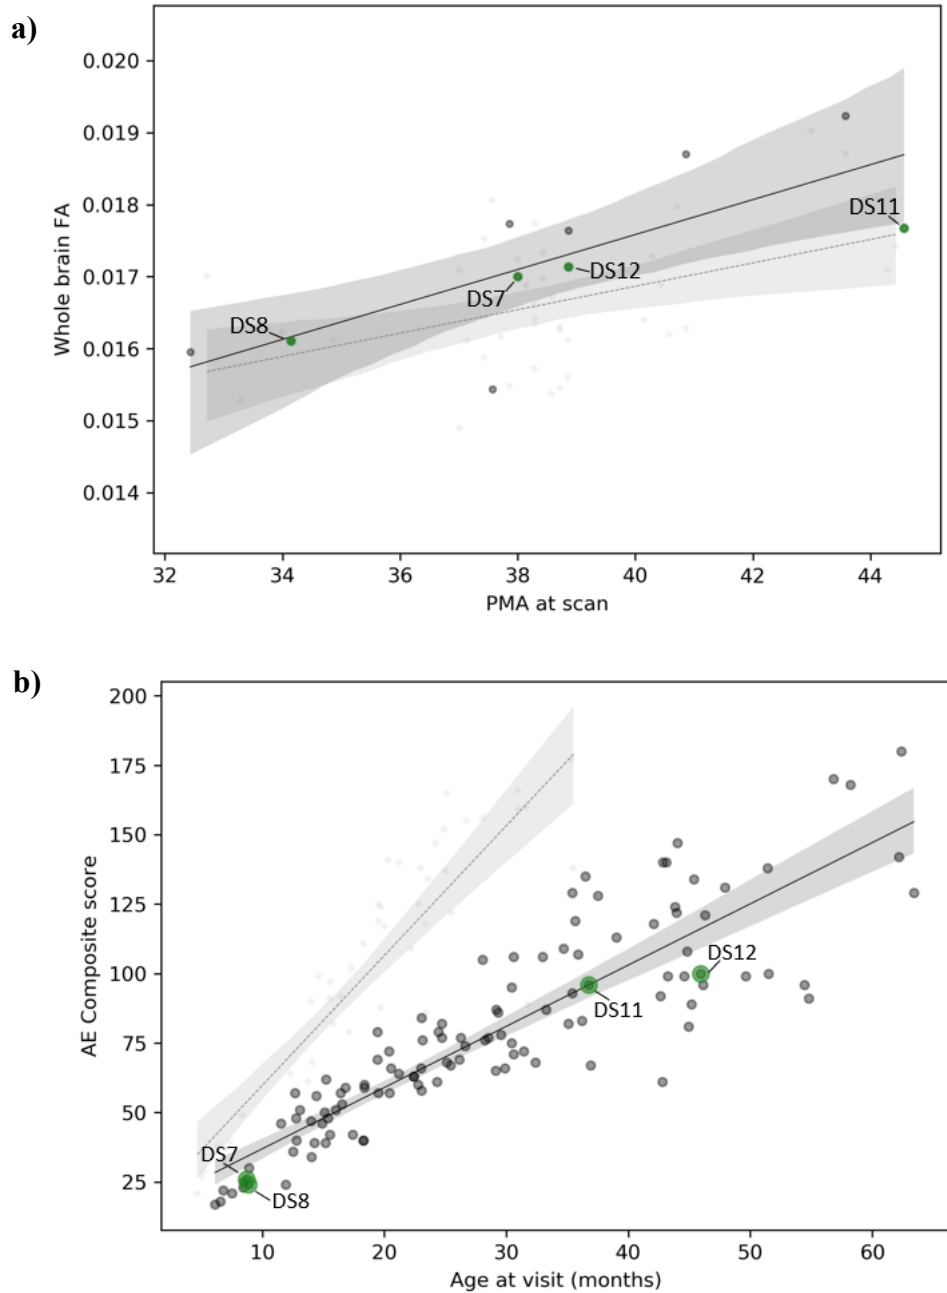 a)
0.020
0.019
0.018
0.017
0.016
0.015
0.014
Whole brain FA
DS11
DS12
DS7
DS8
32 34 36 38 40 42 44
PMA at scan
b)
200
175
150
125
100
75
50
25
AE Composite score
DS12
DS11
DS7
DS8
10 20 30 40 50 60
Age at visit (months)